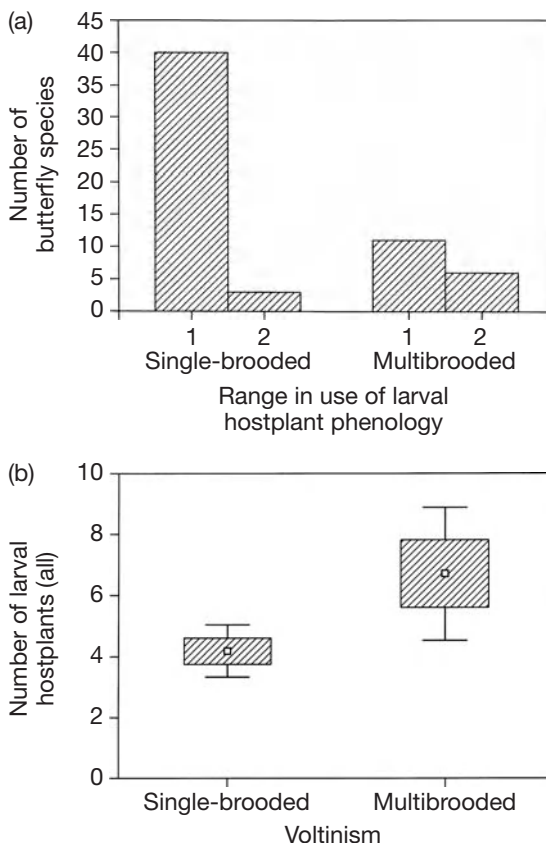 (a)
Number of
butterfly species
45
40
35
30
25
20
15
10
5
0
1 2 1 2
Single-brooded Multibrooded
Range in use of larval
hostplant phenology
(b)
Number of larval
hostplants (all)
10
8
6
4
2
0
Single-brooded Multibrooded
Voltinism